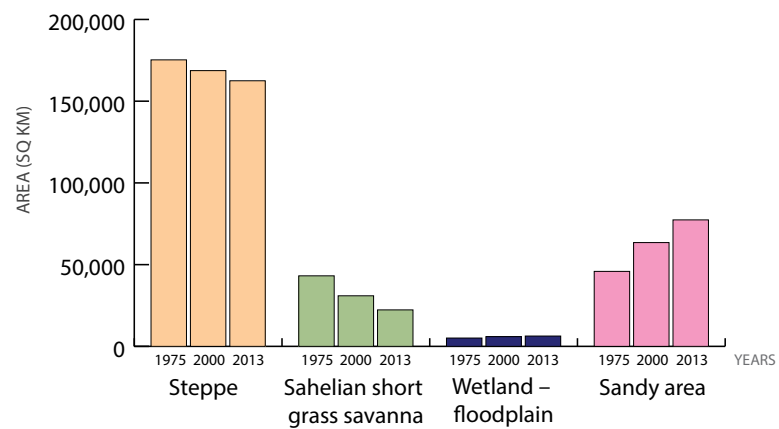 AREA (SQ KM)
200,000
150,000
100,000
50,000
0
1975 2000 2013 1975 2000 2013 1975 2000 2013 1975 2000 2013 YEARS
Steppe
Sahelian short
grass savanna
Wetland –
floodplain
Sandy area